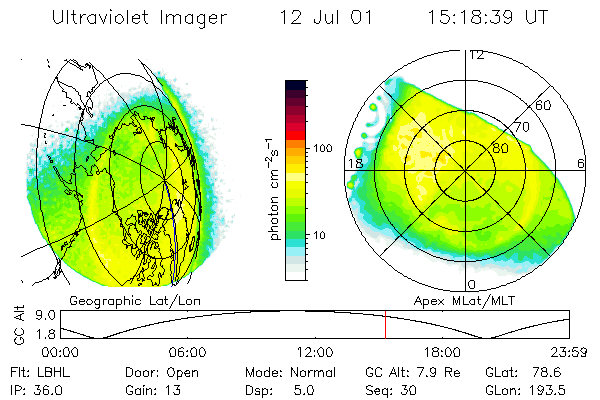 Ultraviolet Imager 12 Jul 01 15:18:39 UT
12
60
70
80
18 6
0
photon cm⁻²s⁻¹
100
10
Geographic Lat/Lon Apex MLat/MLT
GC Alt
9.0
1.8
00:00 06:00 12:00 18:00 23:59
Flt: LBHL Door: Open Mode: Normal GC Alt: 7.9 Re GLat: 78.6
IP: 36.0 Gain: 13 Dsp: 5.0 Seq: 30 GLon: 193.5